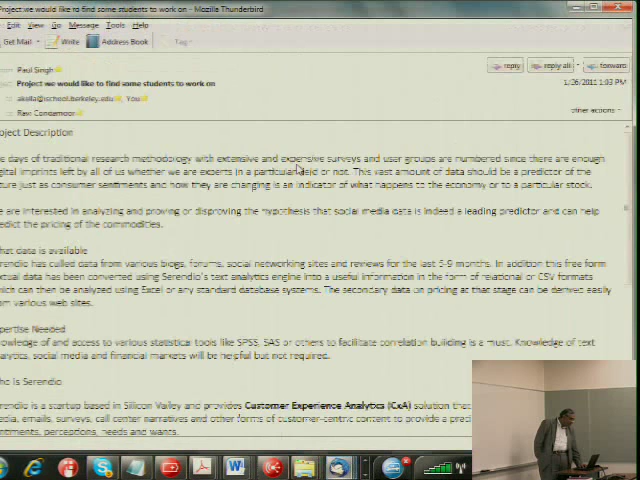 Project we would like to find some students to work on - Mozilla Thunderbird
Edit View Go Message Tools Help
Get Mail Write Address Book Tag
reply reply all forward
Paul Singh
Project we would like to find some students to work on
1/26/2011 1:03 PM
akella@ischool.berkeley.edu, You
Ravi Condamoor
other actions
oject Description
e days of traditional research methodology with extensive and expensive surveys and user groups are numbered since there are enough
gital imprints left by all of us whether we are experts in a particular field or not. This vast amount of data should be a predictor of the
ture just as consumer sentiments and how they are changing is an indicator of what happens to the economy or to a particular stock.
e are interested in analyzing and proving or disproving the hypothesis that social media data is indeed a leading predictor and can help
edict the pricing of the commodities.
hat data is available
erendio has called data from various blogs, forums, social networking sites and reviews for the last 5-9 months. In addition this free form
xtual data has been converted using Serendio's text analytics engine into a useful information in the form of relational or CSV formats
hich can then be analyzed using Excel or any standard database systems. The secondary data on pricing at that stage can be derived easily
om various web sites.
pertise Needed
owledge of and access to various statistical tools like SPSS, SAS or others to facilitate correlation building is a must. Knowledge of text
alytics, social media and financial markets will be helpful but not required.
ho is Serendio
erendio is a startup based in Silicon Valley and provides Customer Experience Analytics (CxA) solution that
edia, emails, surveys, call center narratives and other forms of customer-centric content to provide a preci
ntiments, perceptions, needs and wants.